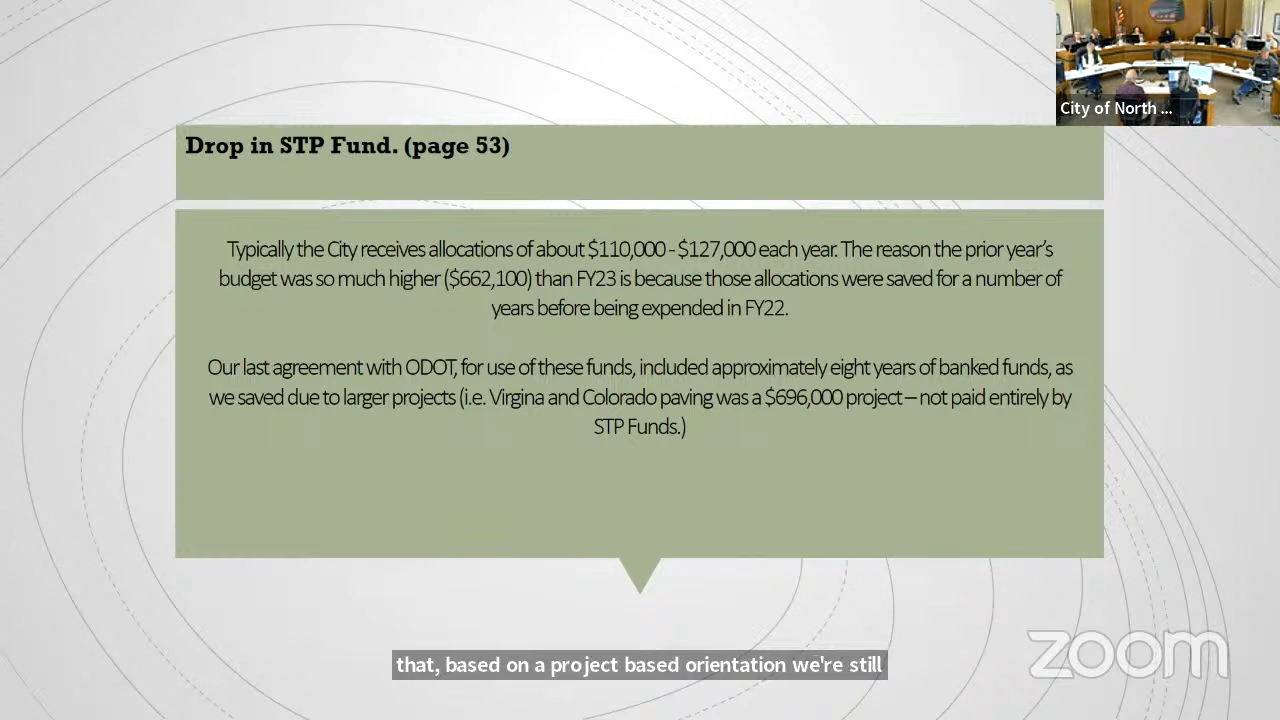 City of North ...
Drop in STP Fund. (page 53)
Typically the City receives allocations of about $110,000 - $127,000 each year. The reason the prior year's
budget was so much higher ($662,100) than FY23 is because those allocations were saved for a number of
years before being expended in FY22.
Our last agreement with ODOT, for use of these funds, included approximately eight years of banked funds, as
we saved due to larger projects (i.e. Virgina and Colorado paving was a $696,000 project – not paid entirely by
STP Funds.)
that, based on a project based orientation we're still
zoom